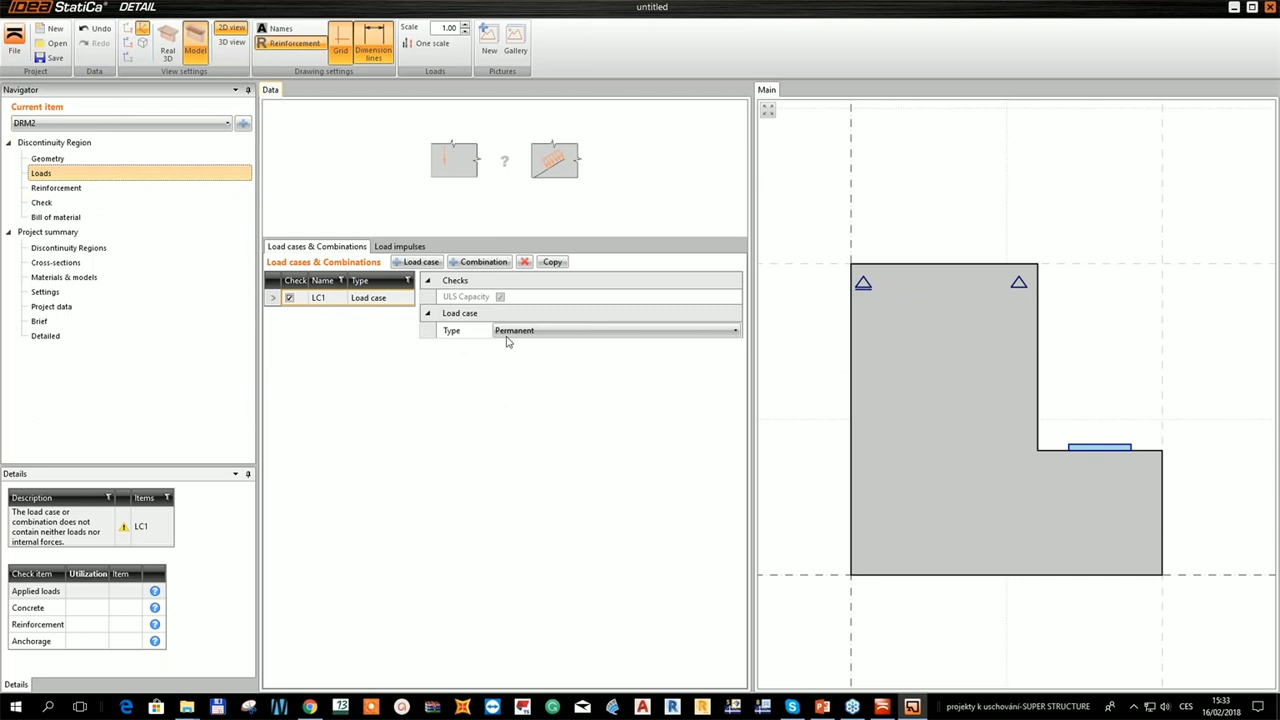 IDEA StatiCa DETAIL
untitled
File
New
Open
Save
Project
Undo
Redo
Data
Real 3D
Model
2D view
3D view
View settings
A Names
R Reinforcement
Grid
Dimension lines
Drawing settings
Scale 1.00
One scale
Loads
New
Gallery
Pictures
Navigator
Current item
DRM2
Discontinuity Region
Geometry
Loads
Reinforcement
Check
Bill of material
Project summary
Discontinuity Regions
Cross-sections
Materials & models
Settings
Project data
Brief
Detailed
Details
Description Items
The load case or
combination does not
contain neither loads nor
internal forces.
LC1
Check item Utilization Item
Applied loads
Concrete
Reinforcement
Anchorage
Details
Data
?
Load cases & Combinations Load impulses
Load cases & Combinations Load case Combination Copy
Check Name Type
LC1 Load case
Checks
ULS Capacity
Load case
Type Permanent
Main
projekty k uschování-SUPER STRUCTURE
CES
15:33
16/02/2018